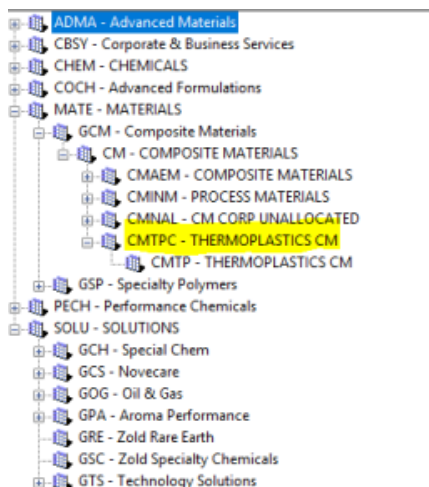 ADMA - Advanced Materials
CBSY - Corporate & Business Services
CHEM - CHEMICALS
COCH - Advanced Formulations
MATE - MATERIALS
GCM - Composite Materials
CM - COMPOSITE MATERIALS
CMAEM - COMPOSITE MATERIALS
CMINM - PROCESS MATERIALS
CMNAL - CM CORP UNALLOCATED
CMTPC - THERMOPLASTICS CM
CMTP - THERMOPLASTICS CM
GSP - Specialty Polymers
PECH - Performance Chemicals
SOLU - SOLUTIONS
GCH - Special Chem
GCS - Novecare
GOG - Oil & Gas
GPA - Aroma Performance
GRE - Zold Rare Earth
GSC - Zold Specialty Chemicals
GTS - Technology Solutions